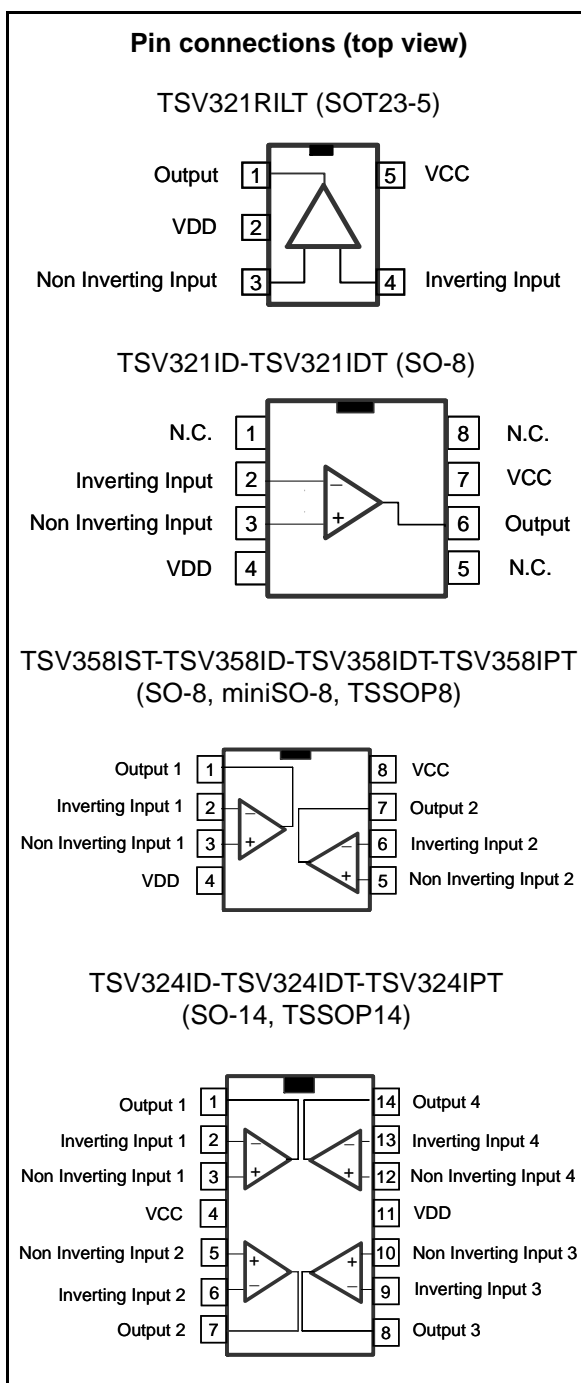 Pin connections (top view)
TSV321RILT (SOT23-5)
Output 1 5 VCC
VDD 2
Non Inverting Input 3 4 Inverting Input
TSV321ID-TSV321IDT (SO-8)
N.C. 1 8 N.C.
Inverting Input 2 _ 7 VCC
Non Inverting Input 3 + 6 Output
VDD 4 5 N.C.
TSV358IST-TSV358ID-TSV358IDT-TSV358IPT
(SO-8, miniSO-8, TSSOP8)
Output 1 1 8 VCC
Inverting Input 1 2 _ 7 Output 2
Non Inverting Input 1 3 + _ 6 Inverting Input 2
VDD 4 + 5 Non Inverting Input 2
TSV324ID-TSV324IDT-TSV324IPT
(SO-14, TSSOP14)
Output 1 1 14 Output 4
Inverting Input 1 2 _ _ 13 Inverting Input 4
Non Inverting Input 1 3 + + 12 Non Inverting Input 4
VCC 4 11 VDD
Non Inverting Input 2 5 + + 10 Non Inverting Input 3
Inverting Input 2 6 _ _ 9 Inverting Input 3
Output 2 7 8 Output 3